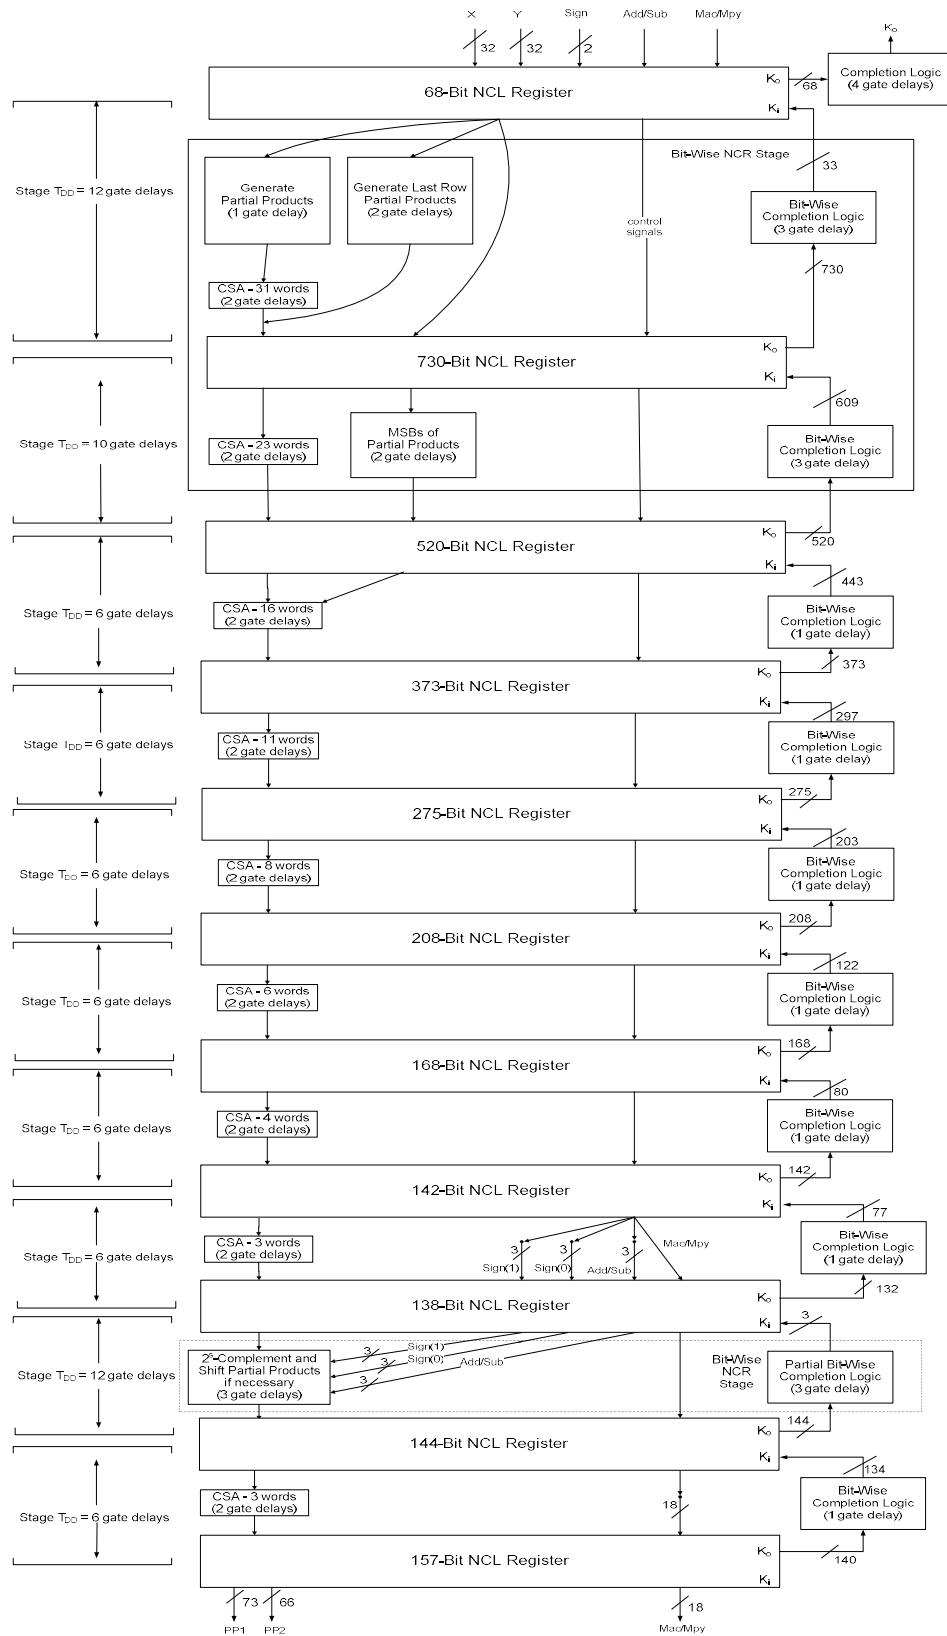 X Y Sign Add/Sub Mac/Mpy
32 32 2
Ko
Completion Logic
(4 gate delays)
68
68-Bit NCL Register
Ko
Ki
Stage TDD = 12 gate delays
Bit-Wise NCR Stage
33
Generate
Partial Products
(1 gate delay)
Generate Last Row
Partial Products
(2 gate delays)
control
signals
Bit-Wise
Completion Logic
(3 gate delay)
730
CSA - 31 words
(2 gate delays)
730-Bit NCL Register
Ko
Ki
609
Stage TDD = 10 gate delays
CSA - 23 words
(2 gate delays)
MSBs of
Partial Products
(2 gate delays)
Bit-Wise
Completion Logic
(3 gate delay)
520-Bit NCL Register
Ko
Ki
520
443
Stage TDD = 6 gate delays
CSA - 16 words
(2 gate delays)
Bit-Wise
Completion Logic
(1 gate delay)
373
373-Bit NCL Register
Ko
Ki
297
Stage TDD = 6 gate delays
CSA - 11 words
(2 gate delays)
Bit-Wise
Completion Logic
(1 gate delay)
275
275-Bit NCL Register
Ko
Ki
203
Stage TDD = 6 gate delays
CSA - 8 words
(2 gate delays)
Bit-Wise
Completion Logic
(1 gate delay)
208
208-Bit NCL Register
Ko
Ki
122
Stage TDD = 6 gate delays
CSA - 6 words
(2 gate delays)
Bit-Wise
Completion Logic
(1 gate delay)
168
168-Bit NCL Register
Ko
Ki
80
Stage TDD = 6 gate delays
CSA - 4 words
(2 gate delays)
Bit-Wise
Completion Logic
(1 gate delay)
142
142-Bit NCL Register
Ko
Ki
77
Stage TDD = 6 gate delays
CSA - 3 words
(2 gate delays)
3 3 3
Sign(1) Sign(0) Add/Sub
Mac/Mpy
Bit-Wise
Completion Logic
(1 gate delay)
132
138-Bit NCL Register
Ko
Ki
3
Stage TDD = 12 gate delays
2s-Complement and
Shift Partial Products
if necessary
(3 gate delays)
3 Sign(1)
3 Sign(0)
3 Add/Sub
Bit-Wise
NCR
Stage
Partial Bit-Wise
Completion Logic
(3 gate delay)
144
144-Bit NCL Register
Ko
Ki
134
Stage TDD = 6 gate delays
CSA - 3 words
(2 gate delays)
18
Bit-Wise
Completion Logic
(1 gate delay)
140
157-Bit NCL Register
Ko
Ki
73 66 18
PP1 PP2 Mac/Mpy